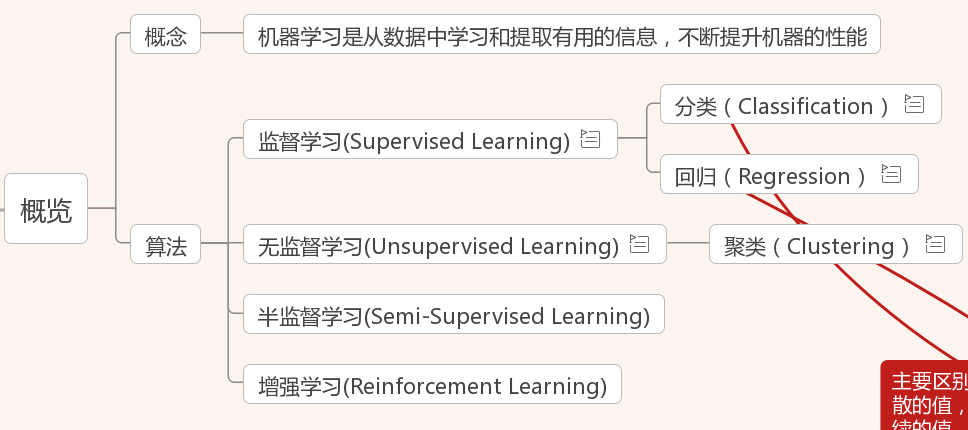 概念
机器学习是从数据中学习和提取有用的信息，不断提升机器的性能
分类（Classification）
监督学习(Supervised Learning)
回归（Regression）
概览
算法
无监督学习(Unsupervised Learning)
聚类（Clustering）
半监督学习(Semi-Supervised Learning)
增强学习(Reinforcement Learning)
主要区别
散的值，
续的值